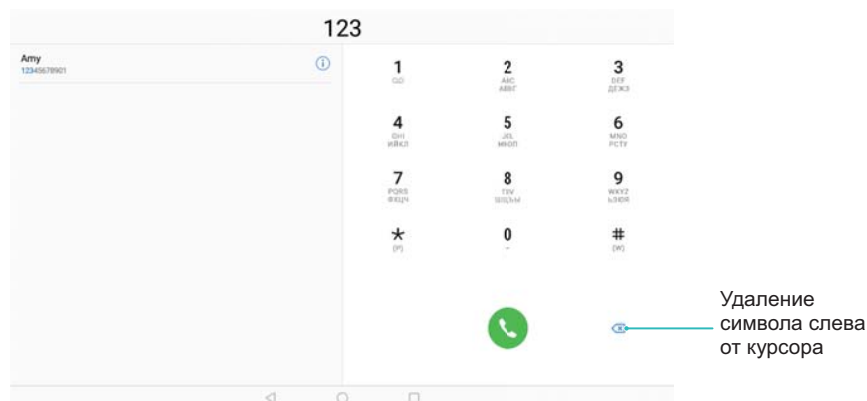 123
Amy
12345678901
1
2
ABC
АБВГ
3
DEF
ДЕЖЗ
4
GHI
ИЙКЛ
5
JKL
МНОП
6
MNO
РСТУ
7
PQRS
ФХЦЧ
8
TUV
ШЩЪЫ
9
WXYZ
ЬЭЮЯ
*
(P)
0
#
(W)
Удаление
символа слева
от курсора